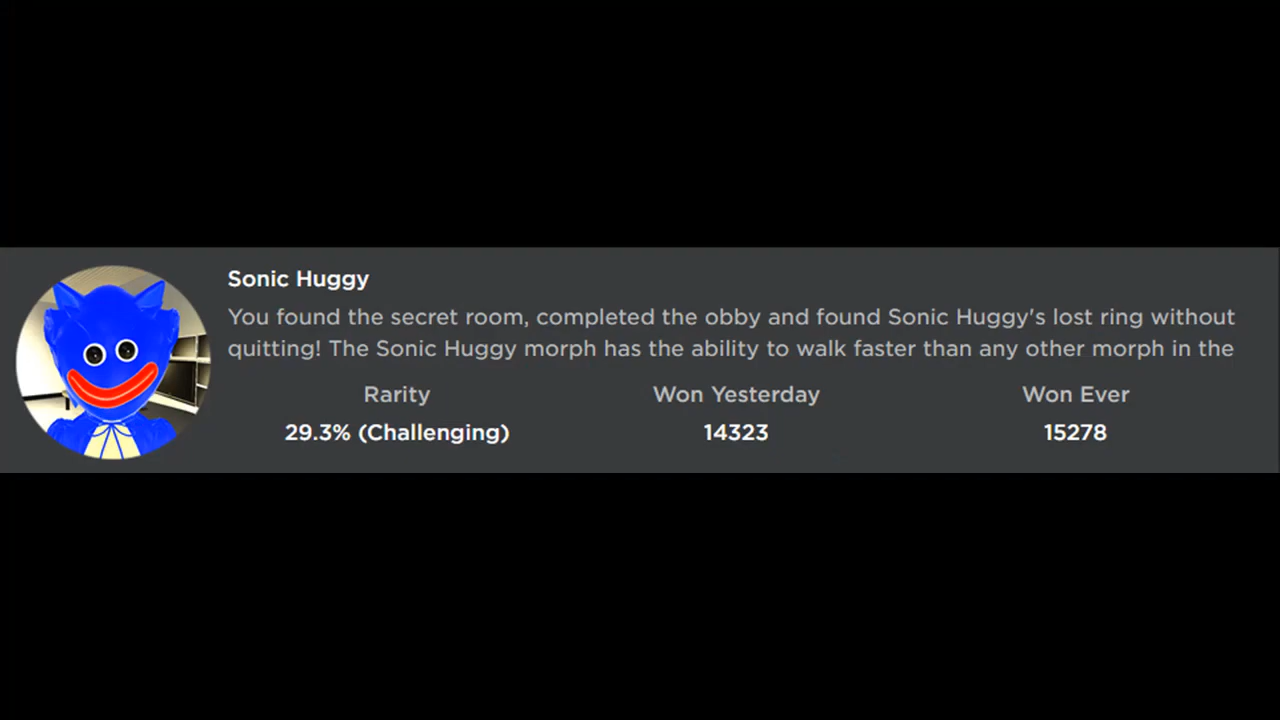 Sonic Huggy
You found the secret room, completed the obby and found Sonic Huggy's lost ring without
quitting! The Sonic Huggy morph has the ability to walk faster than any other morph in the
Rarity Won Yesterday Won Ever
29.3% (Challenging) 14323 15278